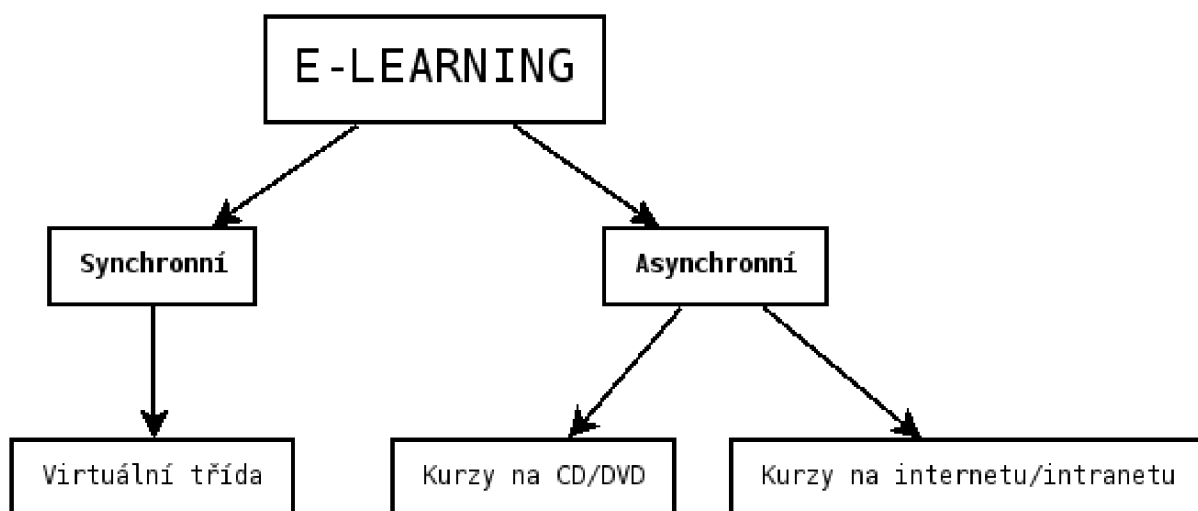 E-LEARNING
Synchronní
Asynchronní
Virtuální třída
Kurzy na CD/DVD
Kurzy na internetu/intranetu